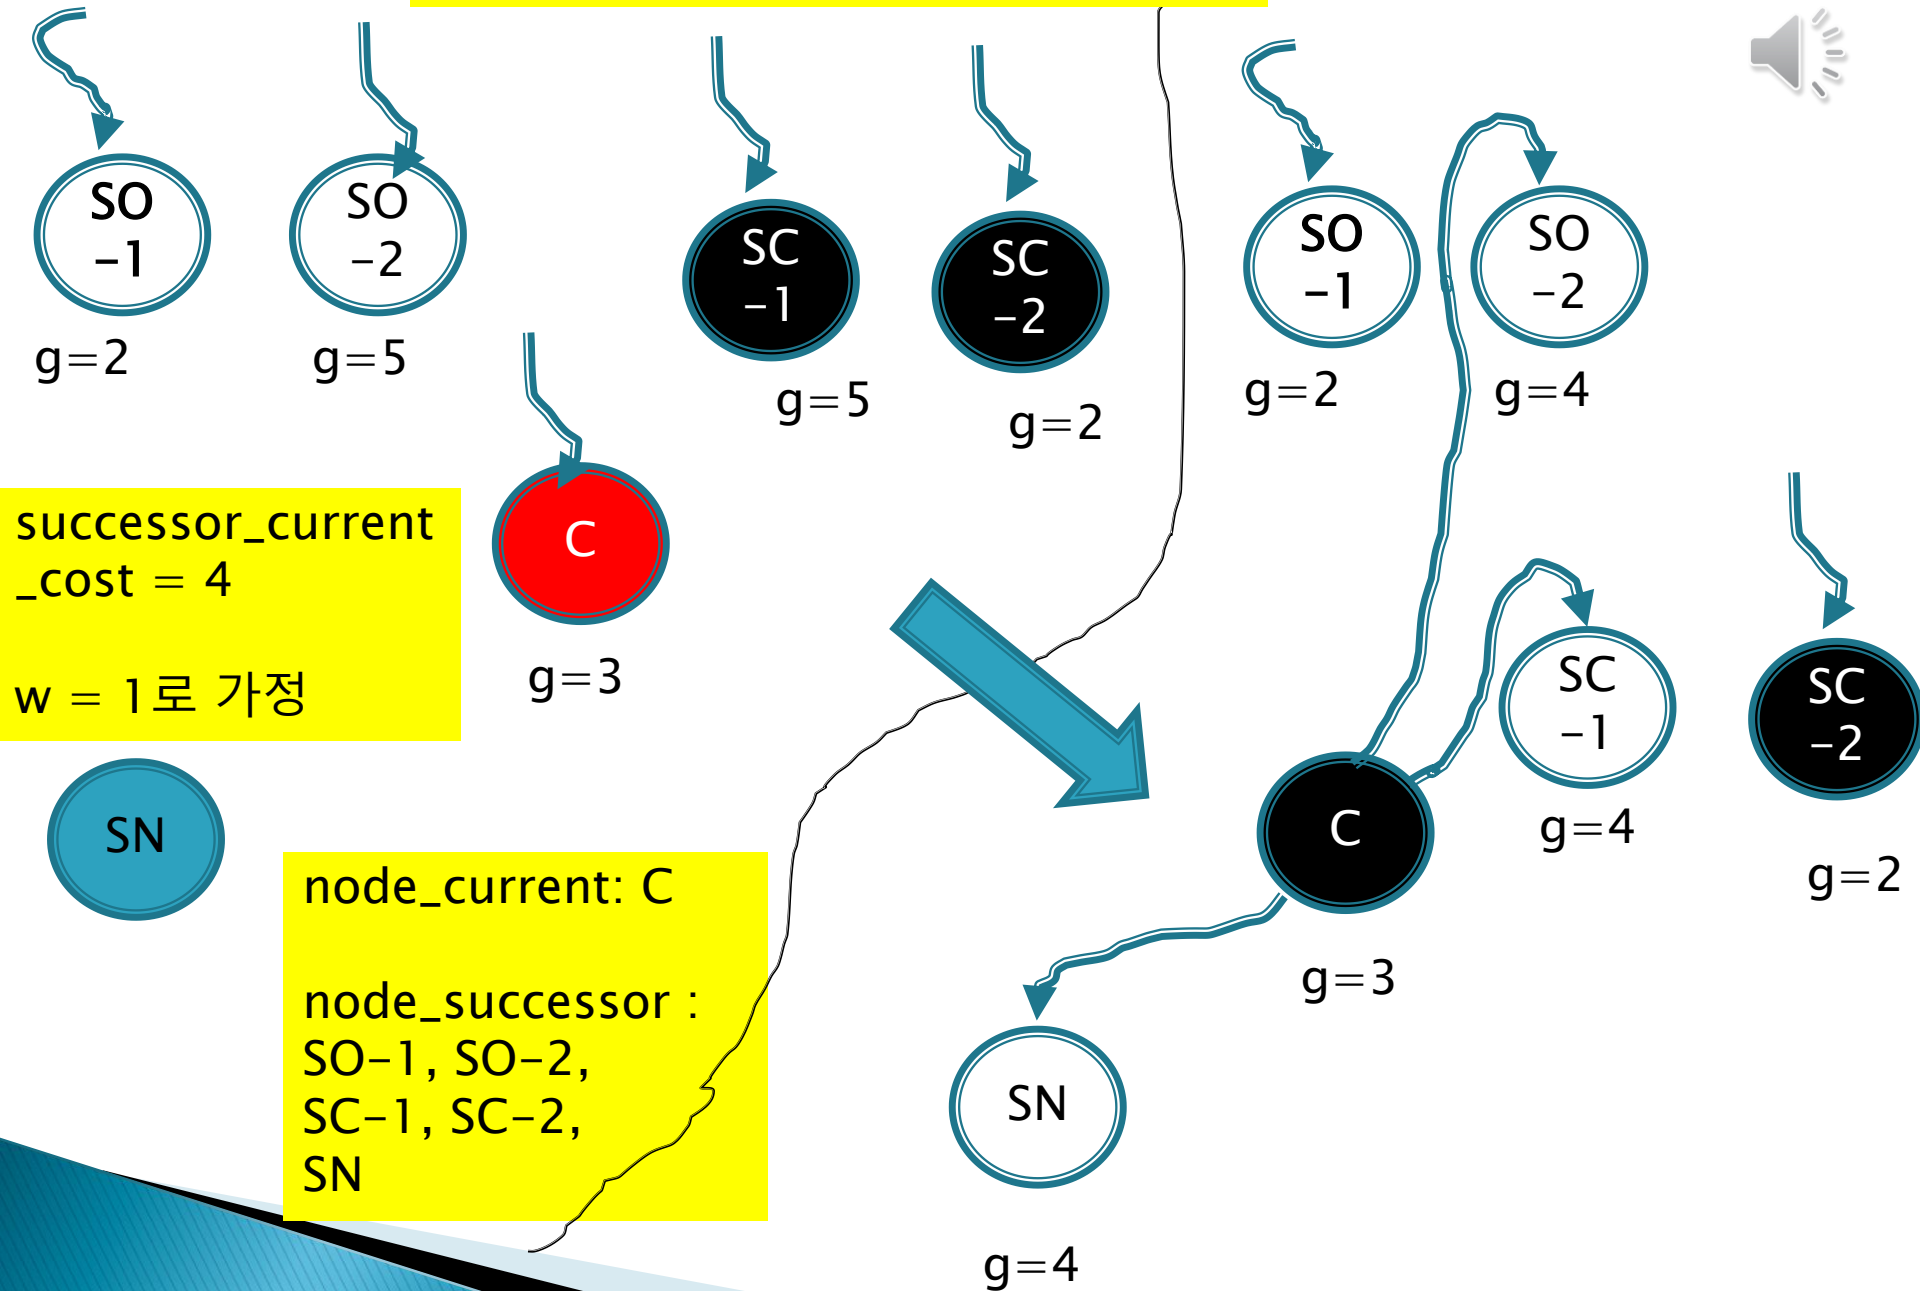 SO
-1
g=2
SO
-2
g=5
SC
-1
g=5
SC
-2
g=2
C
g=3
successor_current
_cost = 4
w = 1로 가정
SN
node_current: C
node_successor :
SO-1, SO-2,
SC-1, SC-2,
SN
SO
-1
g=2
SO
-2
g=4
SC
-1
g=4
SC
-2
g=2
C
g=3
SN
g=4